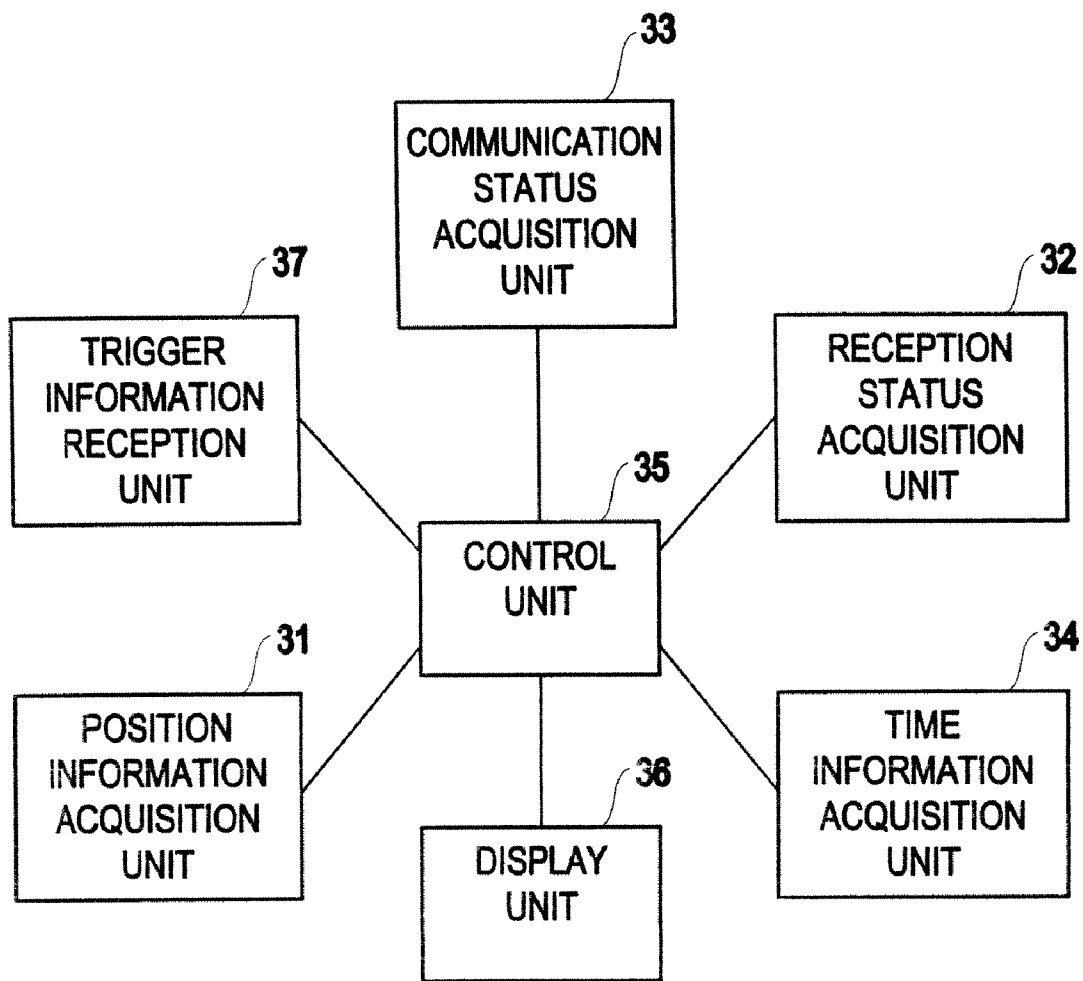 33
COMMUNICATION
STATUS
ACQUISITION
UNIT
37
TRIGGER
INFORMATION
RECEPTION
UNIT
32
RECEPTION
STATUS
ACQUISITION
UNIT
35
CONTROL
UNIT
31
POSITION
INFORMATION
ACQUISITION
UNIT
36
DISPLAY
UNIT
34
TIME
INFORMATION
ACQUISITION
UNIT